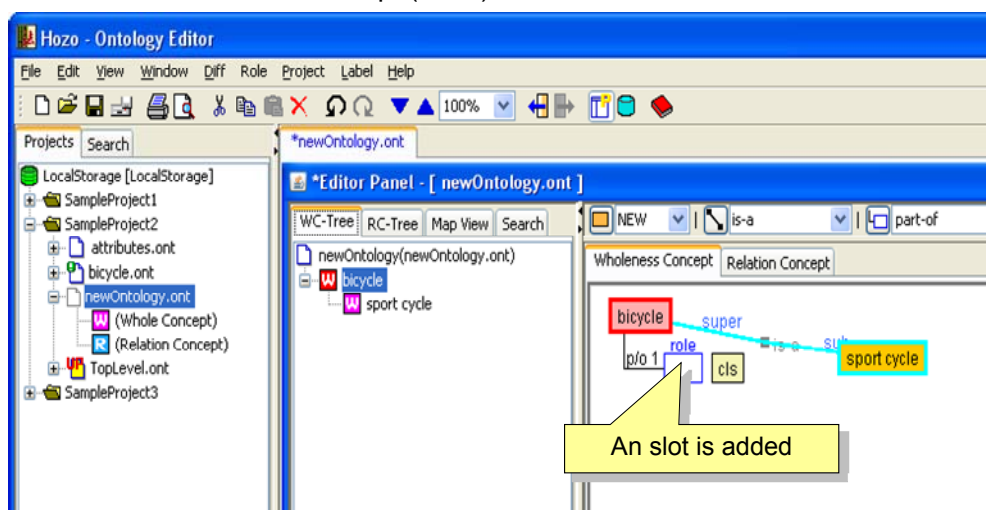 Hozo - Ontology Editor
File Edit View Window Diff Role Project Label Help
100%
Projects Search
*newOntology.ont
LocalStorage [LocalStorage]
SampleProject1
SampleProject2
attributes.ont
bicycle.ont
newOntology.ont
W (Whole Concept)
R (Relation Concept)
TopLevel.ont
SampleProject3
*Editor Panel - [ newOntology.ont ]
WC-Tree RC-Tree Map View Search
newOntology(newOntology.ont)
W bicycle
W sport cycle
NEW is-a part-of
Wholeness Concept Relation Concept
bicycle
super
role
is-a
p/o 1
cls
sport cycle
An slot is added